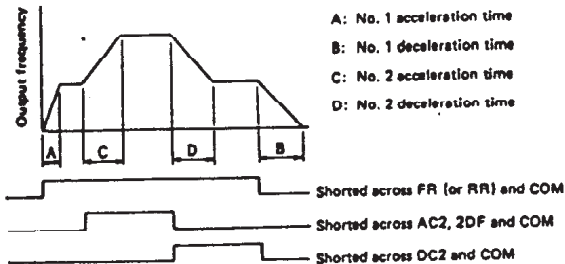 Output frequency
A: No. 1 acceleration time
B: No. 1 deceleration time
C: No. 2 acceleration time
D: No. 2 deceleration time
A
C
D
B
Shorted across FR (or RR) and COM
Shorted across AC2, 2DF and COM
Shorted across DC2 and COM